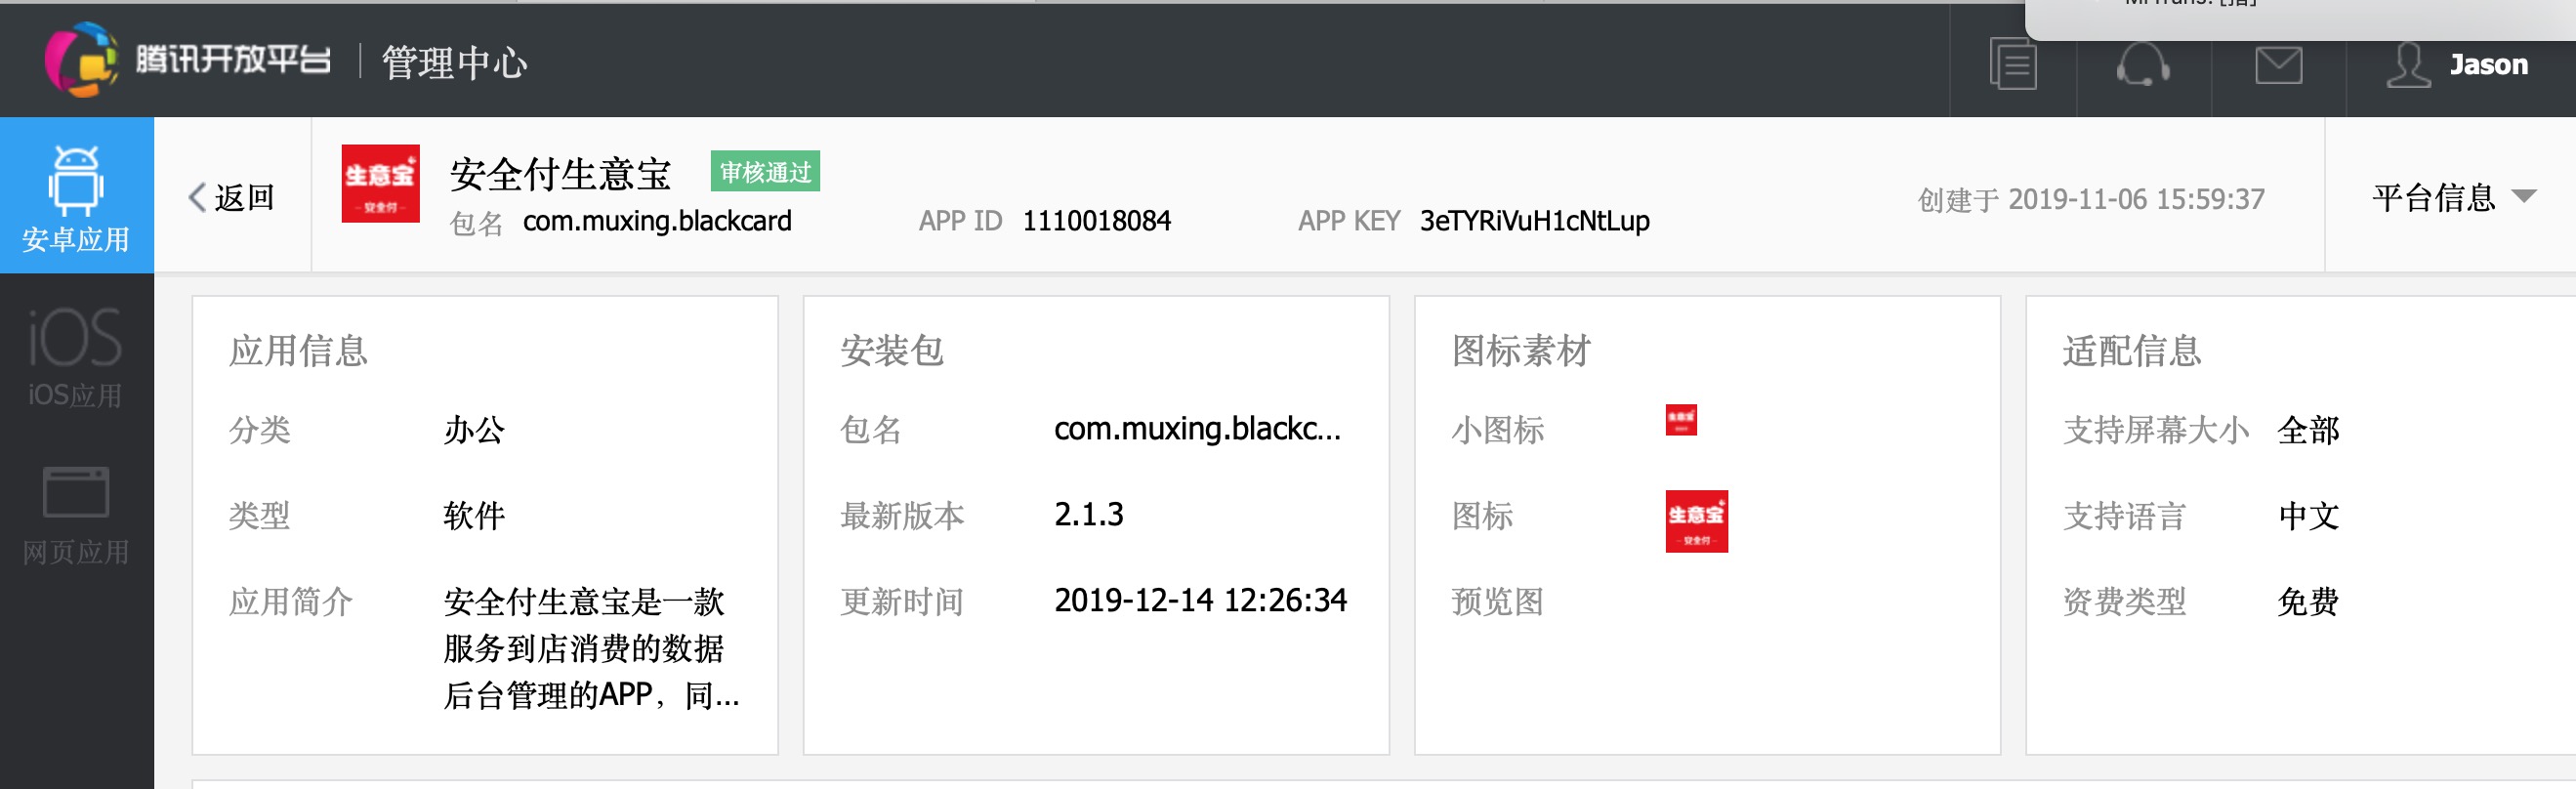 腾讯开放平台 管理中心
Jason
安卓应用
iOS
iOS应用
网页应用
返回
生意宝
安全付
安全付生意宝 审核通过
包名 com.muxing.blackcard APP ID 1110018084 APP KEY 3eTYRiVuH1cNtLup
创建于 2019-11-06 15:59:37
平台信息
应用信息
分类 办公
类型 软件
应用简介 安全付生意宝是一款
服务到店消费的数据
后台管理的APP，同...
安装包
包名 com.muxing.blackc...
最新版本 2.1.3
更新时间 2019-12-14 12:26:34
图标素材
小图标
生意宝
图标
生意宝
安全付
预览图
适配信息
支持屏幕大小 全部
支持语言 中文
资费类型 免费